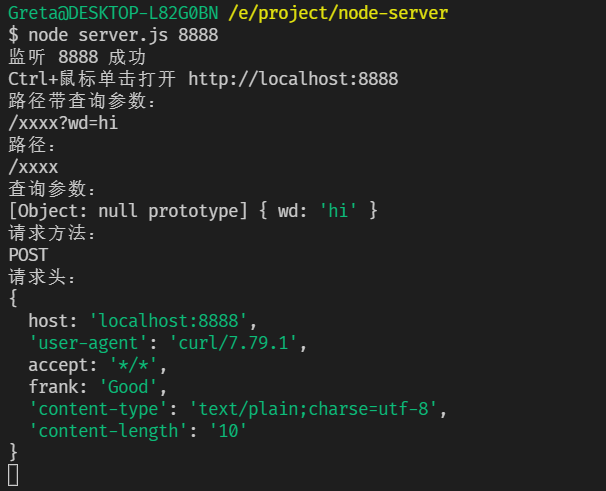 Greta@DESKTOP-L82G0BN /e/project/node-server
$ node server.js 8888
监听 8888 成功
Ctrl+鼠标单击打开 http://localhost:8888
路径带查询参数:
/xxxx?wd=hi
路径:
/xxxx
查询参数:
[Object: null prototype] { wd: 'hi' }
请求方法:
POST
请求头:
{
  host: 'localhost:8888',
  'user-agent': 'curl/7.79.1',
  accept: '*/*',
  frank: 'Good',
  'content-type': 'text/plain;charse=utf-8',
  'content-length': '10'
}